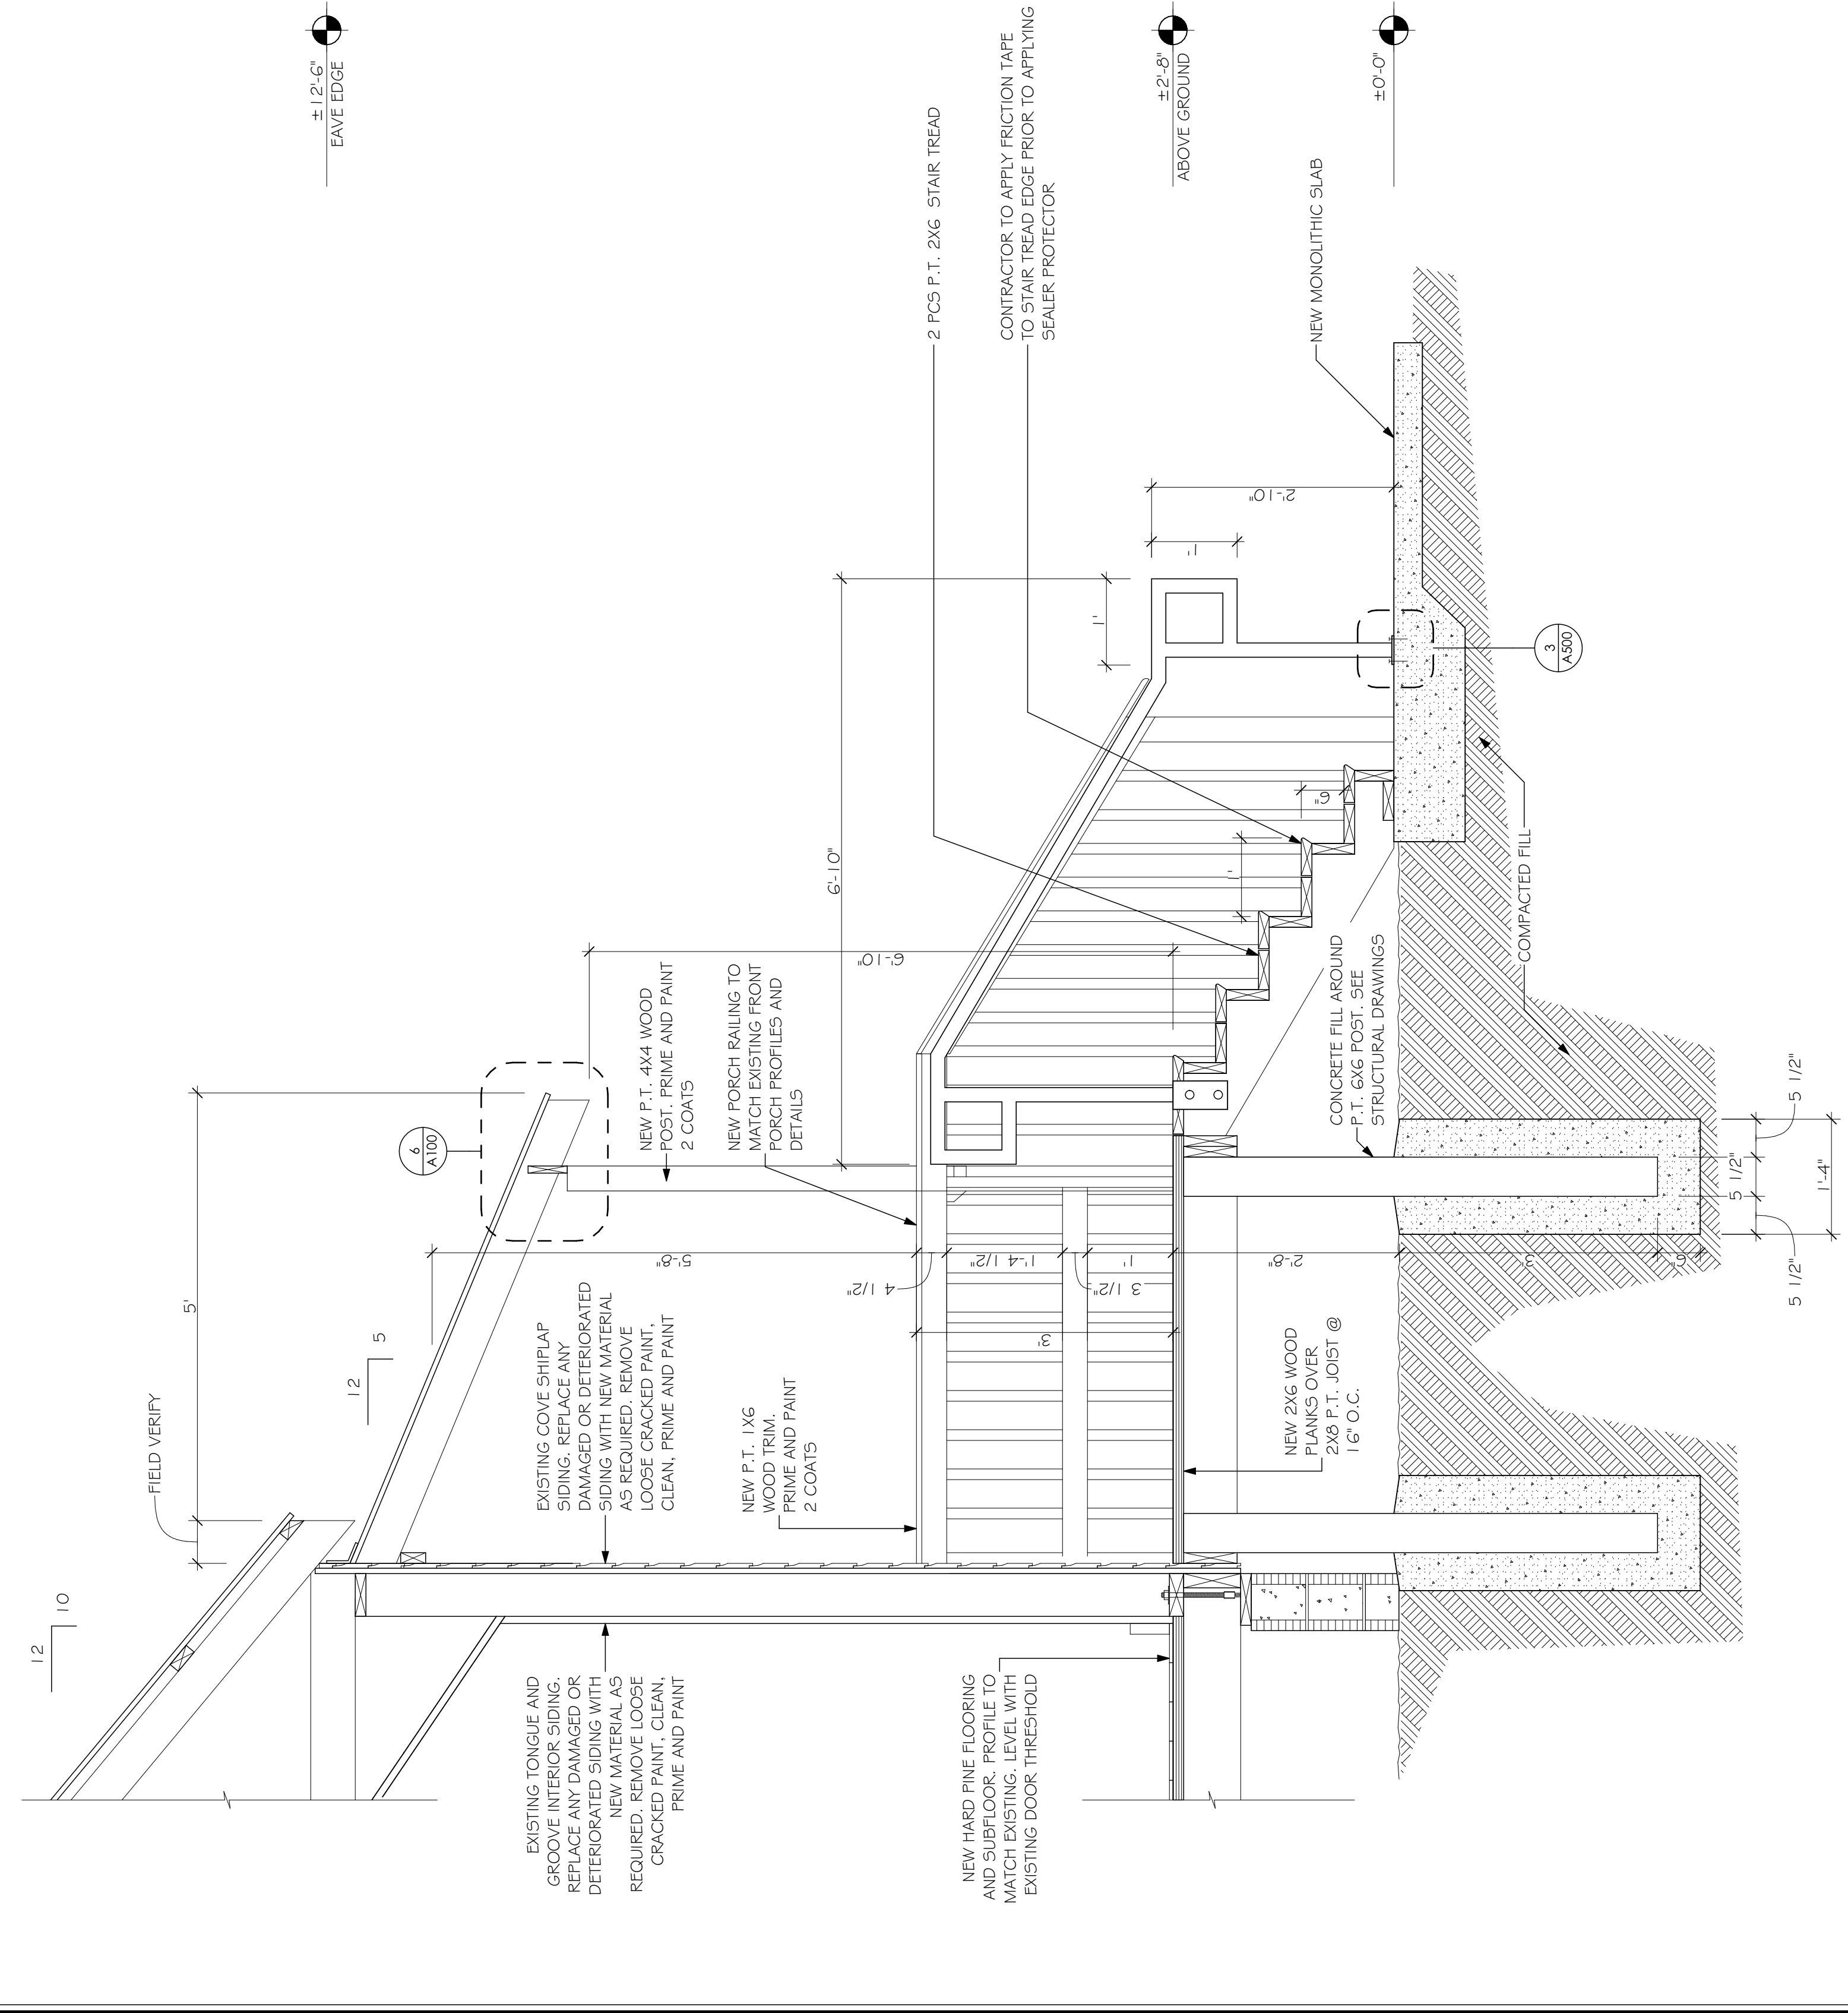 ±12'-6"
EAVE EDGE
±2'-8"
ABOVE GROUND
±0'-0"
12
10
FIELD VERIFY
5'
12
5
6
A100
EXISTING TONGUE AND
GROOVE INTERIOR SIDING.
REPLACE ANY DAMAGED OR
DETERIORATED SIDING WITH
NEW MATERIAL AS
REQUIRED. REMOVE LOOSE
CRACKED PAINT, CLEAN,
PRIME AND PAINT
EXISTING COVE SHIPLAP
SIDING. REPLACE ANY
DAMAGED OR DETERIORATED
SIDING WITH NEW MATERIAL
AS REQUIRED. REMOVE
LOOSE CRACKED PAINT,
CLEAN, PRIME AND PAINT
NEW P.T. 4X4 WOOD
POST. PRIME AND PAINT
2 COATS
NEW PORCH RAILING TO
MATCH EXISTING FRONT
PORCH PROFILES AND
DETAILS
NEW P.T. 1X6
WOOD TRIM.
PRIME AND PAINT
2 COATS
5'-8"
6'-10"
6'-10"
4 1/2"
1'-4 1/2"
3 1/2"
1'
3'
2'-8"
3'
6"
2 PCS P.T. 2X6 STAIR TREAD
CONTRACTOR TO APPLY FRICTION TAPE
TO STAIR TREAD EDGE PRIOR TO APPLYING
SEALER PROTECTOR
1'
1'
2'-10"
1'
6"
NEW HARD PINE FLOORING
AND SUBFLOOR. PROFILE TO
MATCH EXISTING. LEVEL WITH
EXISTING DOOR THRESHOLD
NEW 2X6 WOOD
PLANKS OVER
2X8 P.T. JOIST @
16" O.C.
CONCRETE FILL AROUND
P.T. 6X6 POST. SEE
STRUCTURAL DRAWINGS
NEW MONOLITHIC SLAB
COMPACTED FILL
3
A500
5 1/2"
5 1/2"
5 1/2"
1'-4"